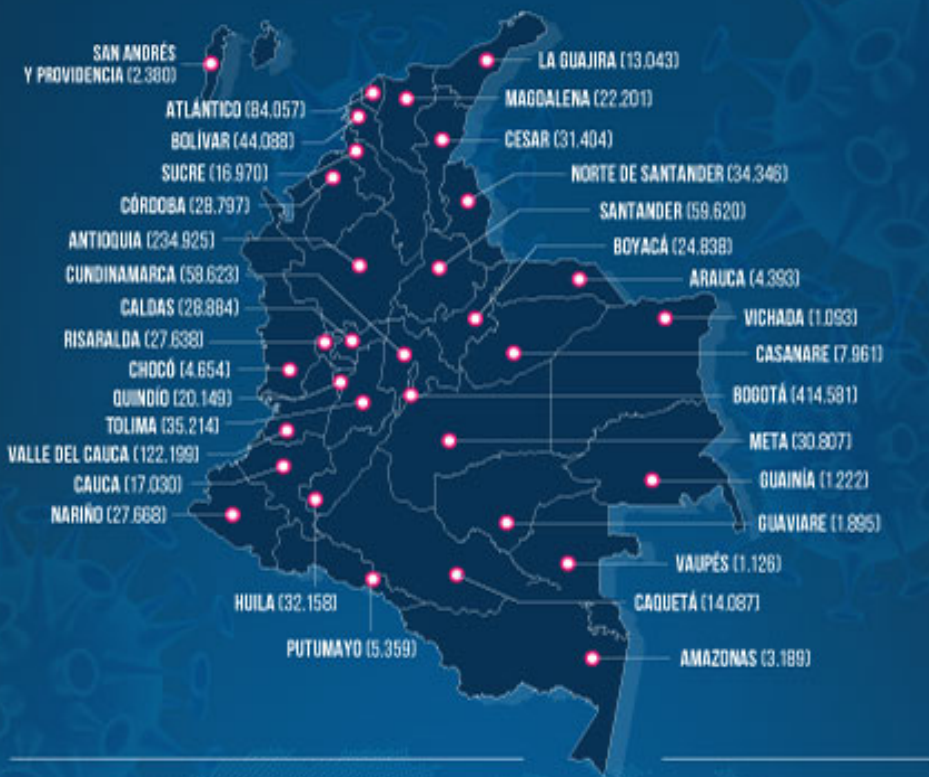 SAN ANDRÉS
Y PROVIDENCIA (2.380)
ATLÁNTICO (84.057)
BOLÍVAR (44.088)
SUCRE (16.970)
CÓRDOBA (28.797)
ANTIOQUIA (234.925)
CUNDINAMARCA (58.623)
CALDAS (28.884)
RISARALDA (27.638)
CHOCÓ (4.654)
QUINDÍO (20.149)
TOLIMA (35.214)
VALLE DEL CAUCA (122.199)
CAUCA (17.030)
NARIÑO (27.668)
HUILA (32.158)
PUTUMAYO (5.359)
LA GUAJIRA (13.043)
MAGDALENA (22.201)
CESAR (31.404)
NORTE DE SANTANDER (34.346)
SANTANDER (59.620)
BOYACÁ (24.838)
ARAUCA (4.393)
VICHADA (1.093)
CASANARE (7.961)
BOGOTÁ (414.581)
META (30.807)
GUAINÍA (1.222)
GUAVIARE (1.895)
VAUPÉS (1.126)
CAQUETÁ (14.087)
AMAZONAS (3.189)